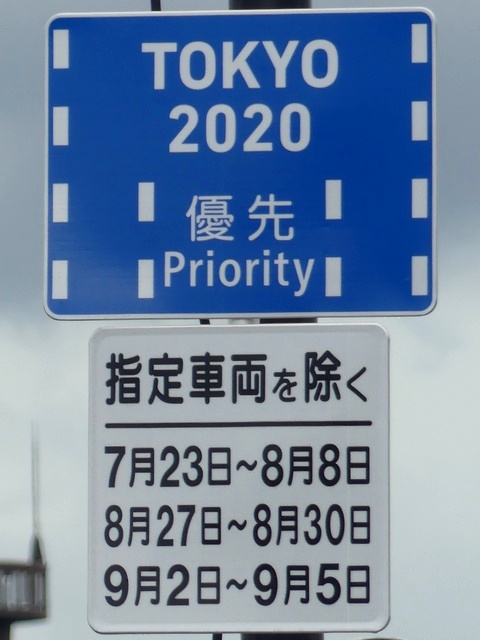 TOKYO
2020
優先
Priority
指定車両を除く
7月23日~8月8日
8月27日~8月30日
9月2日~9月5日